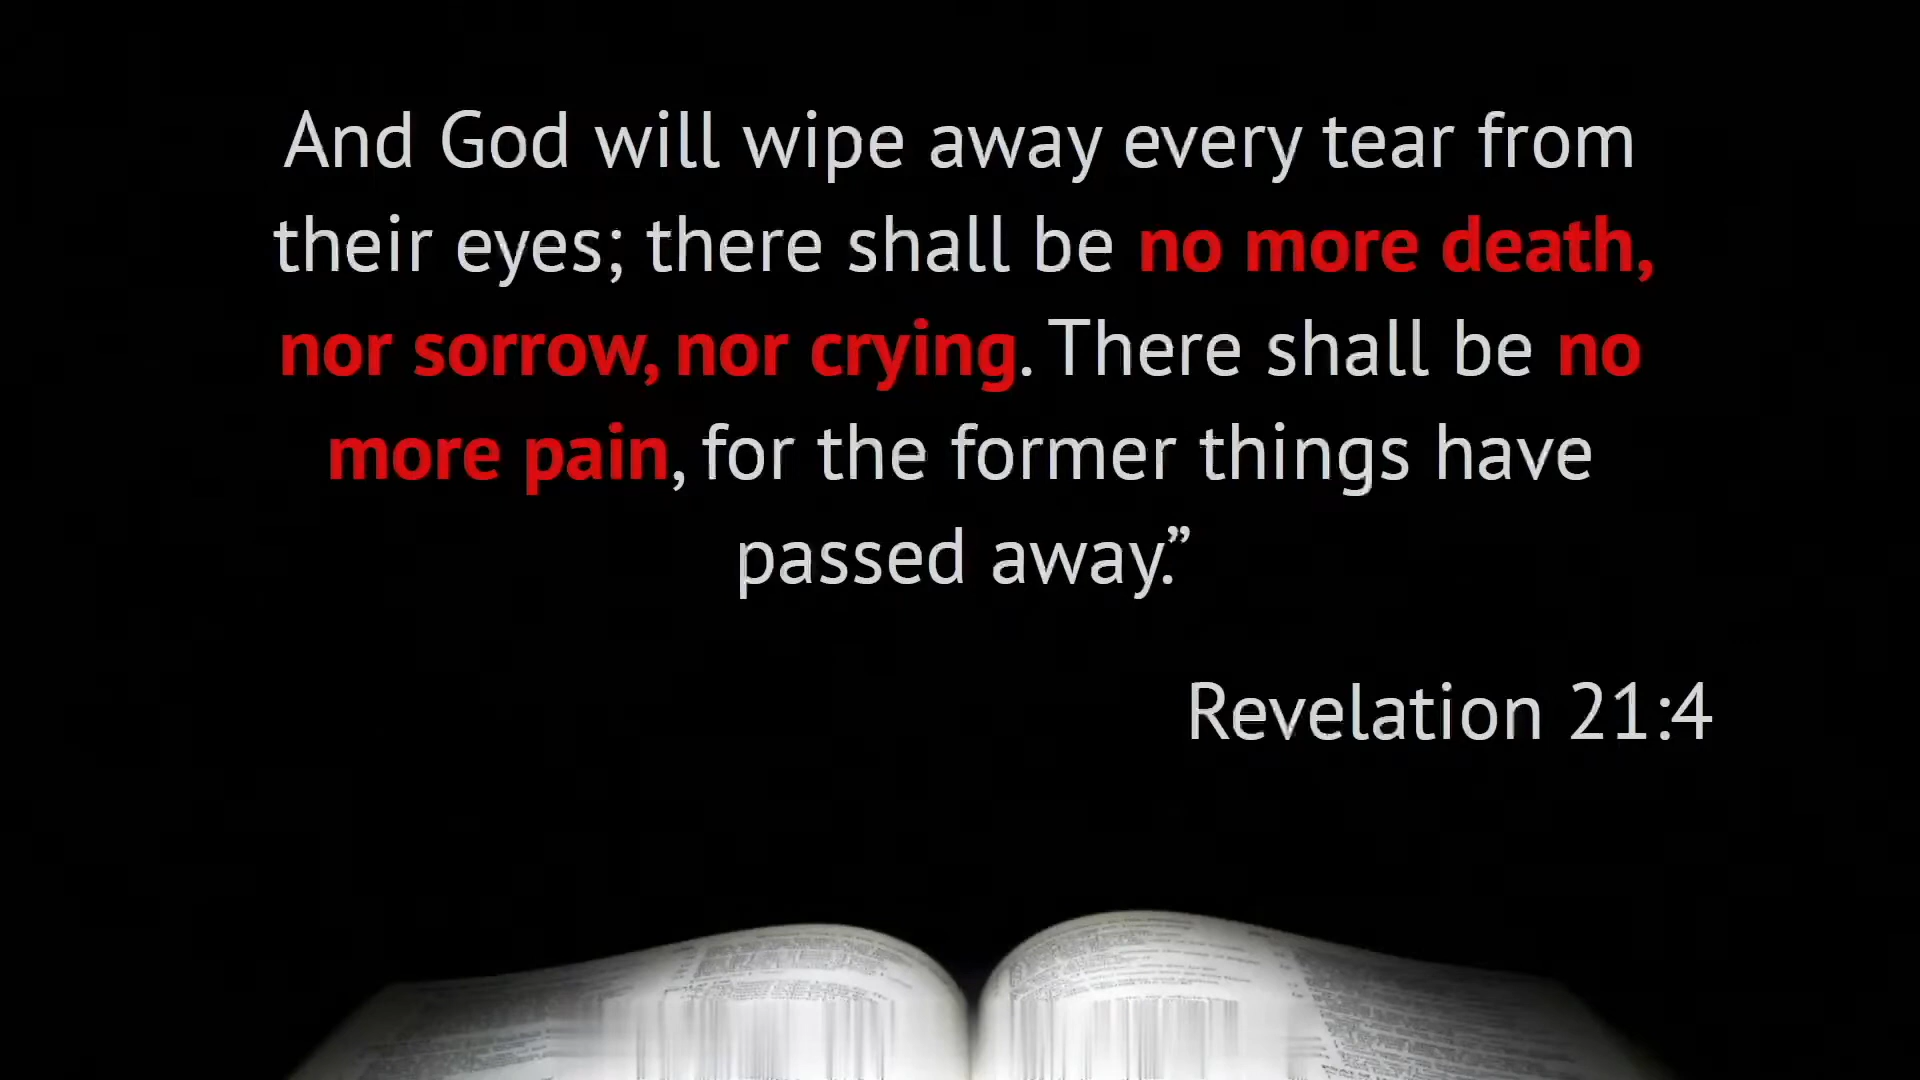 And God will wipe away every tear from
their eyes; there shall be no more death,
nor sorrow, nor crying. There shall be no
more pain, for the former things have
passed away.”
Revelation 21:4